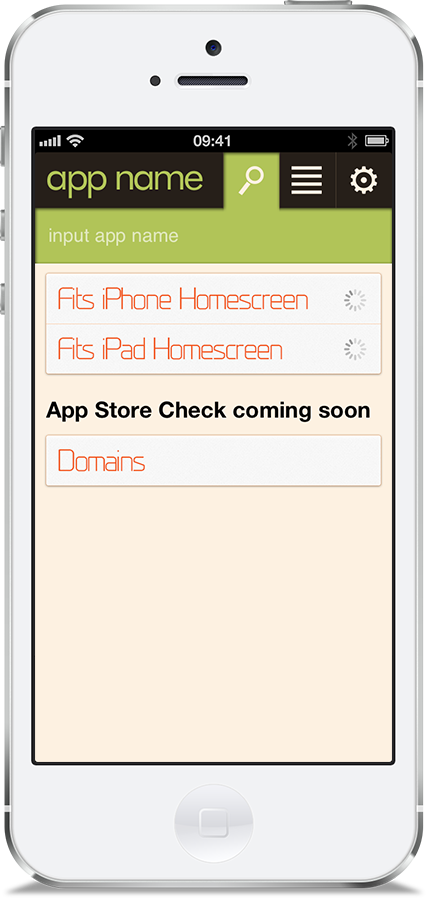 09:41
app name
input app name
Fits iPhone Homescreen
Fits iPad Homescreen
App Store Check coming soon
Domains